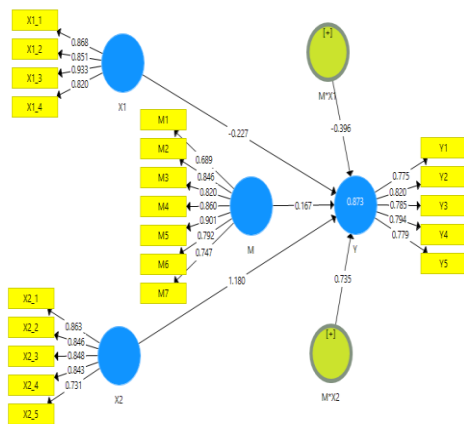 X1_1
X1_2
X1_3
X1_4
0.868
0.851
0.933
0.820
X1
[+]
M*X1
-0.227
-0.396
M1
M2
M3
M4
M5
M6
M7
0.689
0.846
0.820
0.860
0.901
0.792
0.747
M
0.167
0.873
Y
0.775
0.820
0.785
0.794
0.779
Y1
Y2
Y3
Y4
Y5
1.180
0.735
X2_1
X2_2
X2_3
X2_4
X2_5
0.863
0.846
0.848
0.843
0.731
X2
[+]
M*X2